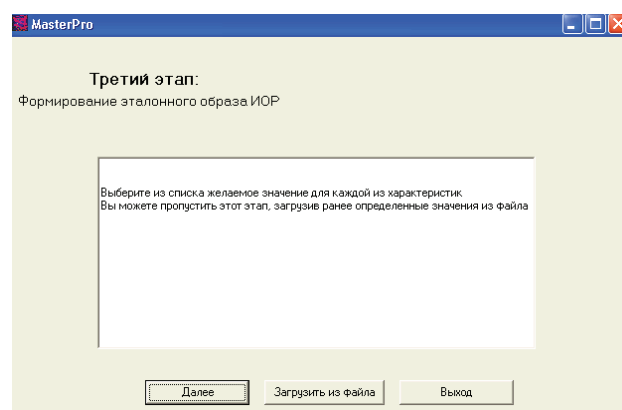 MasterPro
Третий этап:
Формирование эталонного образа ИОР
Выберите из списка желаемое значение для каждой из характеристик
Вы можете пропустить этот этап, загрузив ранее определенные значения из файла
Далее
Загрузить из файла
Выход